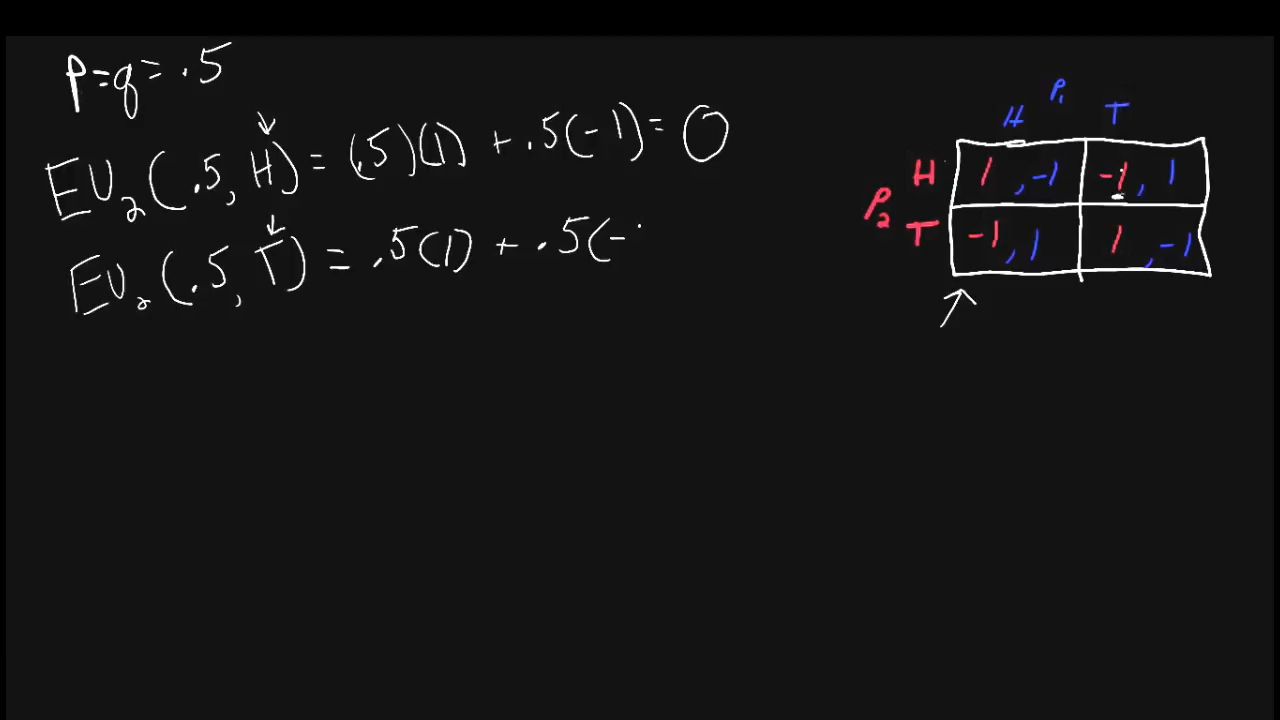 p=q=.5
EU₂(.5, H) = (.5)(1) + .5(-1) = 0
EU₂(.5, T) = .5(1) + .5(-
P₁
H T
P₂
H 1 , -1 -1 , 1
T -1 , 1 1 , -1